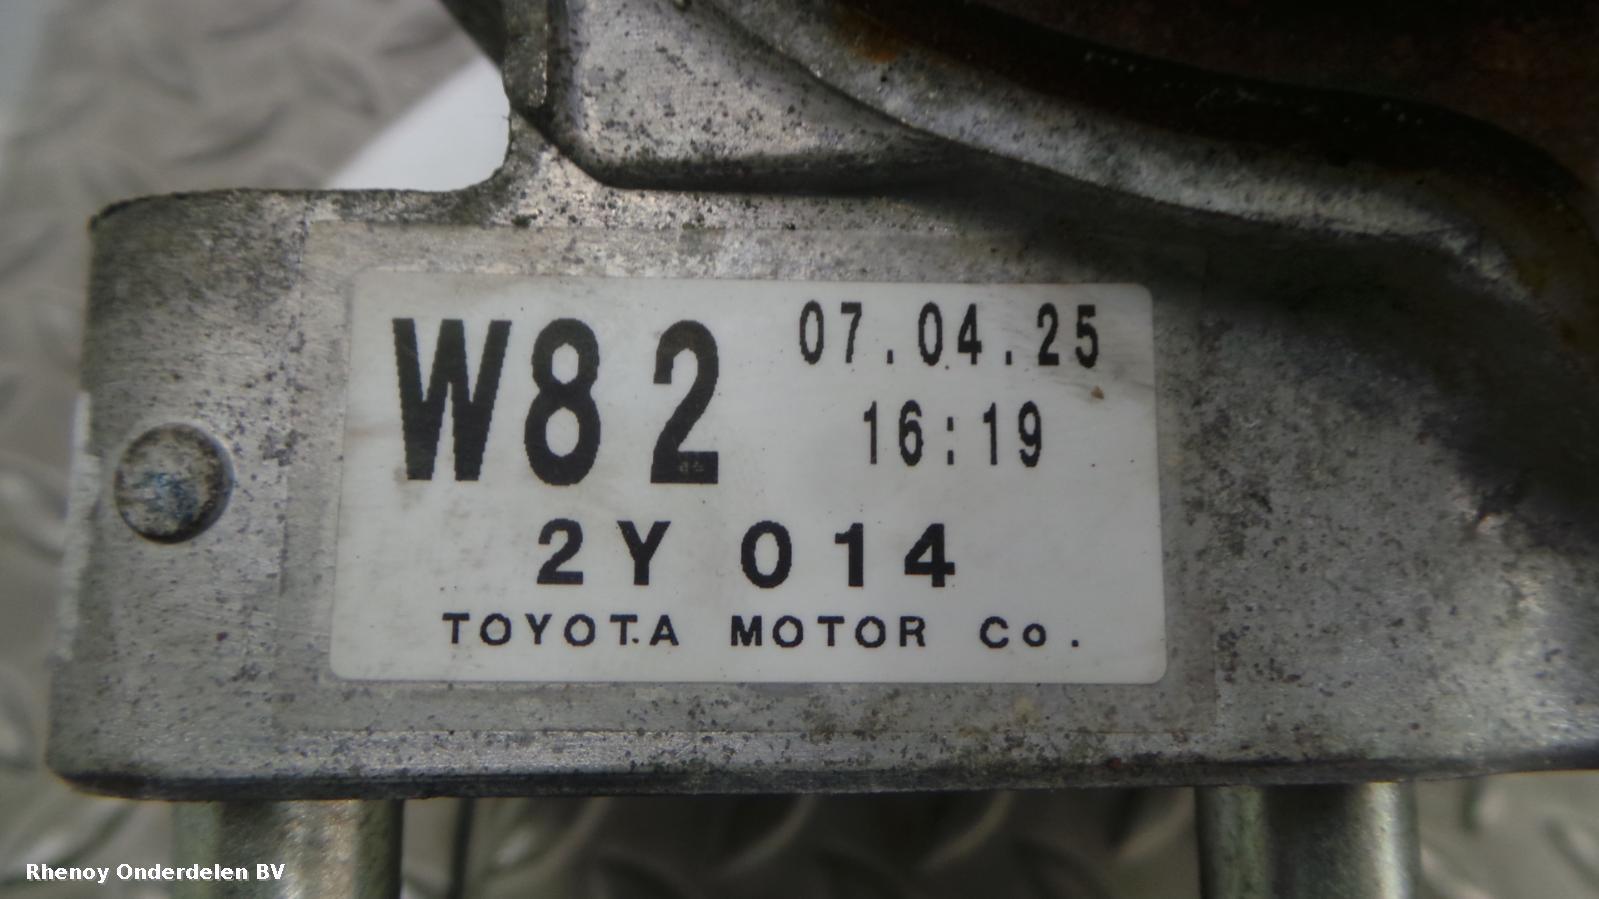 W82 07.04.25
16:19
2Y 014
TOYOTA MOTOR Co.
Rhenoy Onderdelen BV